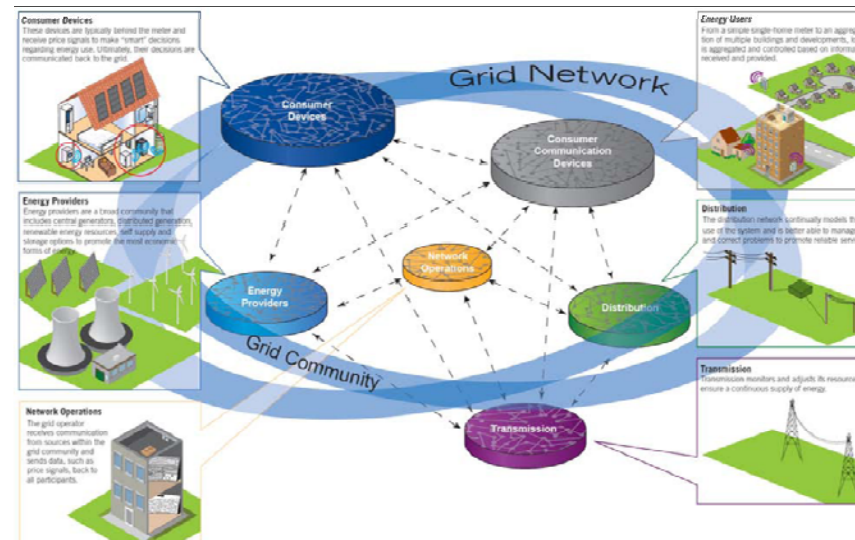 Consumer Devices
These devices are typically behind the meter and
receive price signals to make "smart" decisions
regarding energy use. Ultimately, their decisions are
communicated back to the grid.
Energy Providers
Energy providers are a broad community that
includes central generators, distributed generation,
renewable energy resources, self supply and
storage options to promote the most economic
forms of energy.
Network Operations
The grid operator
receives communication
from sources within the
grid community and
sends data, such as
price signals, back to
all participants.
Grid Network
Consumer
Devices
Consumer
Communication
Devices
Network
Operations
Energy
Providers
Distribution
Grid Community
Transmission
Energy Users
From a simple single-home meter to an
tion of multiple buildings and developments,
is aggregated and controlled based on
received and provided.
Distribution
The distribution network continually models
use of the system and is better able to
and correct problems to promote reliable
Transmission
Transmission monitors and adjusts its
ensure a continuous supply of energy.